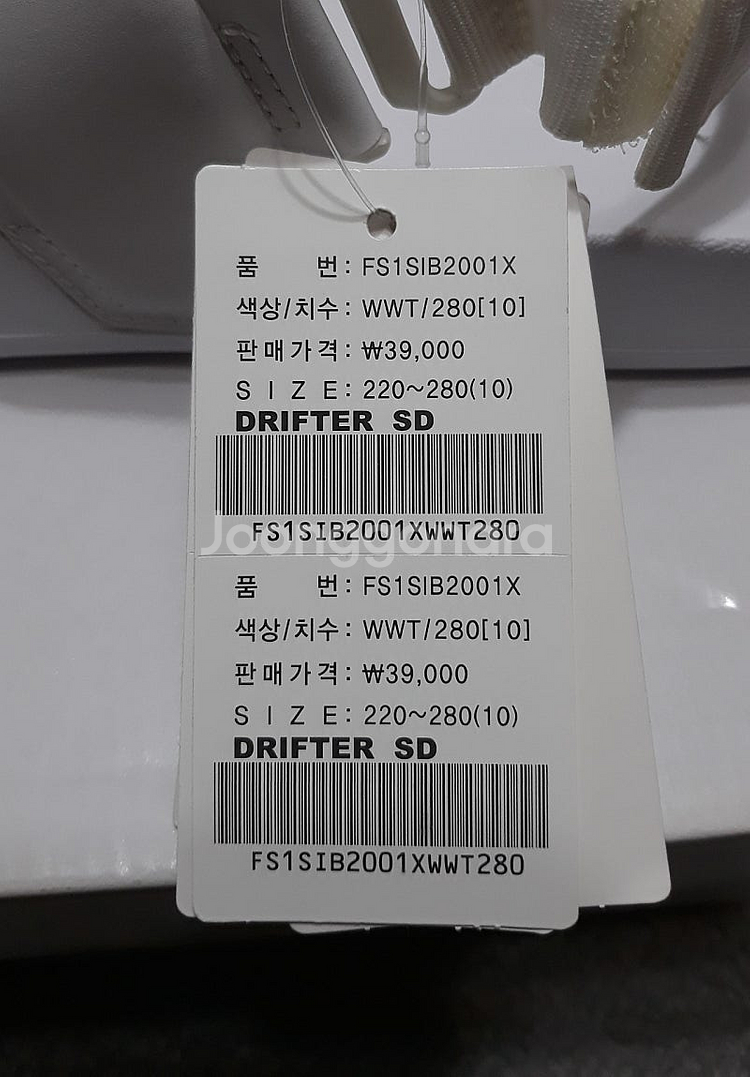 품 번: FS1SIB2001X
색상/치수: WWT/280[10]
판매가격: ₩39,000
SIZE: 220~280(10)
DRIFTER SD
FS1SIB2001XWWT280
Joonggonara
품 번: FS1SIB2001X
색상/치수: WWT/280[10]
판매가격: ₩39,000
SIZE: 220~280(10)
DRIFTER SD
FS1SIB2001XWWT280